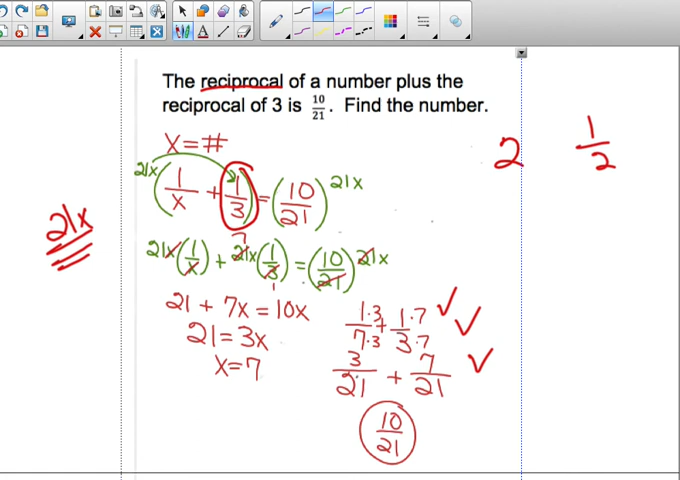 The reciprocal of a number plus the
reciprocal of 3 is 10/21. Find the number.
x = #
2 1/2
21x (1/x + 1/3) = (10/21) 21x
21x
21x (1/x) + 21x (1/3) = (10/21) 21x
7
1
21 + 7x = 10x
21 = 3x
x = 7
1·3/7·3 + 1·7/3·7 ✓ ✓
3/21 + 7/21 ✓
10/21